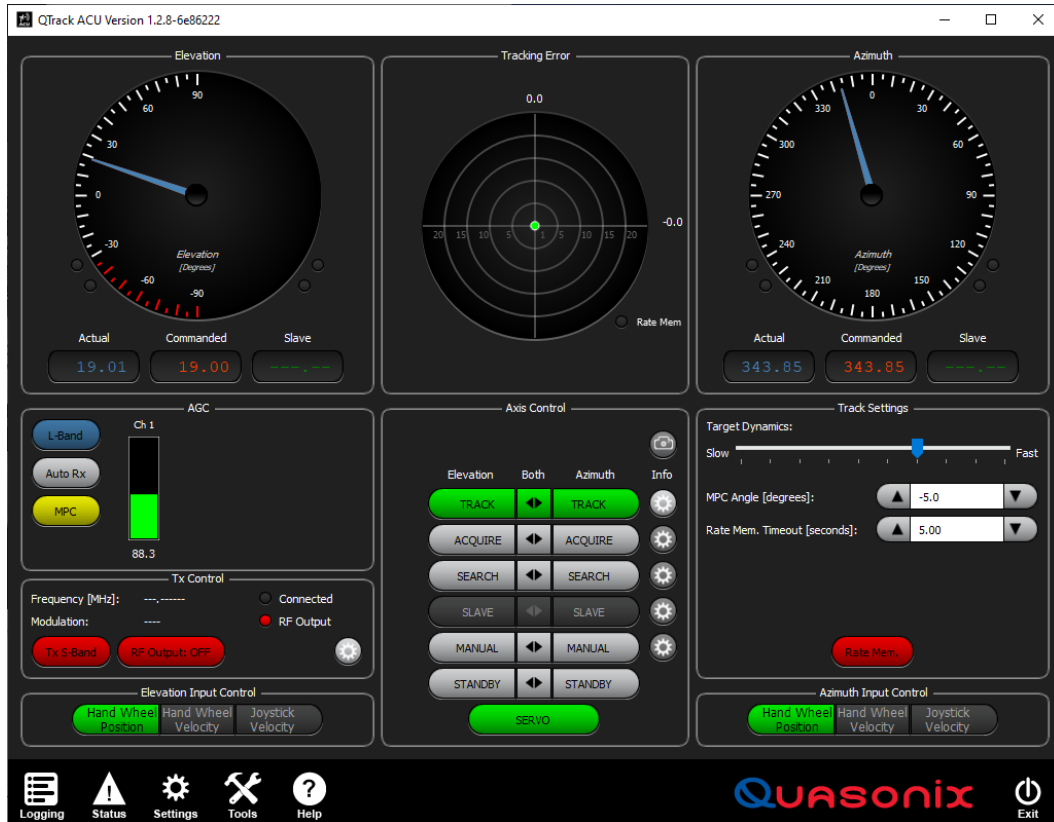 QTrack ACU Version 1.2.8-6e86222
Elevation
90
60
30
0
-30
-60
-90
Elevation
[Degrees]
Actual Commanded Slave
19.01 19.00 ---.--
Tracking Error
0.0
-0.0
20 15 10 5 1 5 10 15 20
Rate Mem
Azimuth
0
330 30
300 60
270 90
240 120
210 150
180
Azimuth
[Degrees]
Actual Commanded Slave
343.85 343.85 ---.--
AGC
L-Band
Auto Rx
MPC
Ch 1
88.3
Tx Control
Frequency [MHz]: ---.------ Connected
Modulation: ---- RF Output
Tx S-Band RF Output: OFF
Elevation Input Control
Hand Wheel Position
Hand Wheel Velocity
Joystick Velocity
Axis Control
Elevation Both Azimuth Info
TRACK TRACK
ACQUIRE ACQUIRE
SEARCH SEARCH
SLAVE SLAVE
MANUAL MANUAL
STANDBY STANDBY
SERVO
Track Settings
Target Dynamics:
Slow Fast
MPC Angle [degrees]: -5.0
Rate Mem. Timeout [seconds]: 5.00
Rate Mem.
Azimuth Input Control
Hand Wheel Position
Hand Wheel Velocity
Joystick Velocity
Logging Status Settings Tools Help
Quasonix
Exit